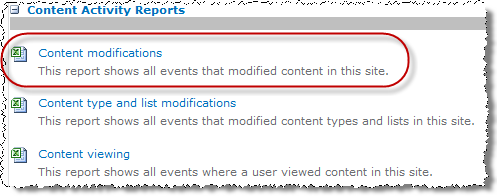 Content Activity Reports
Content modifications
This report shows all events that modified content in this site.
Content type and list modifications
This report shows all events that modified content types and lists in this site.
Content viewing
This report shows all events where a user viewed content in this site.